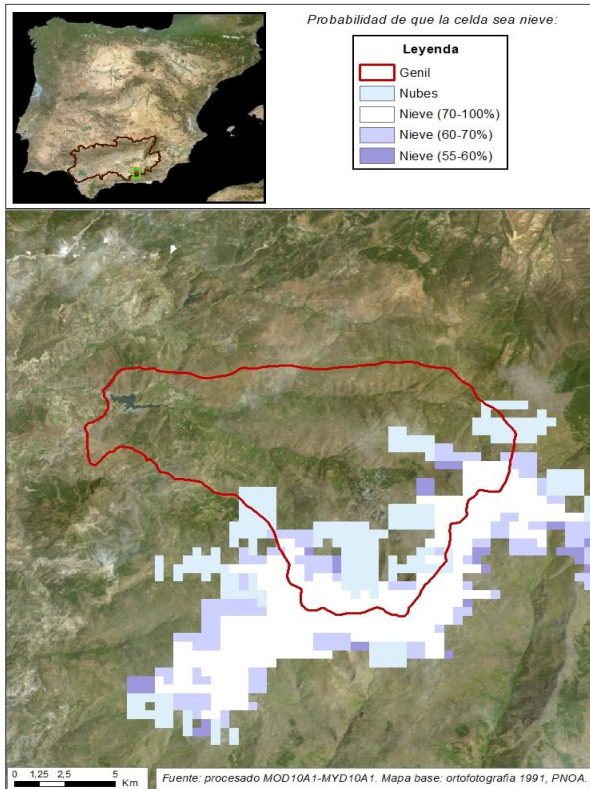 Probabilidad de que la celda sea nieve:
Leyenda
Genil
Nubes
Nieve (70-100%)
Nieve (60-70%)
Nieve (55-60%)
0 1,25 2,5 5
Km
Fuente: procesado MOD10A1-MYD10A1. Mapa base: ortofotografia 1991, PNOA.